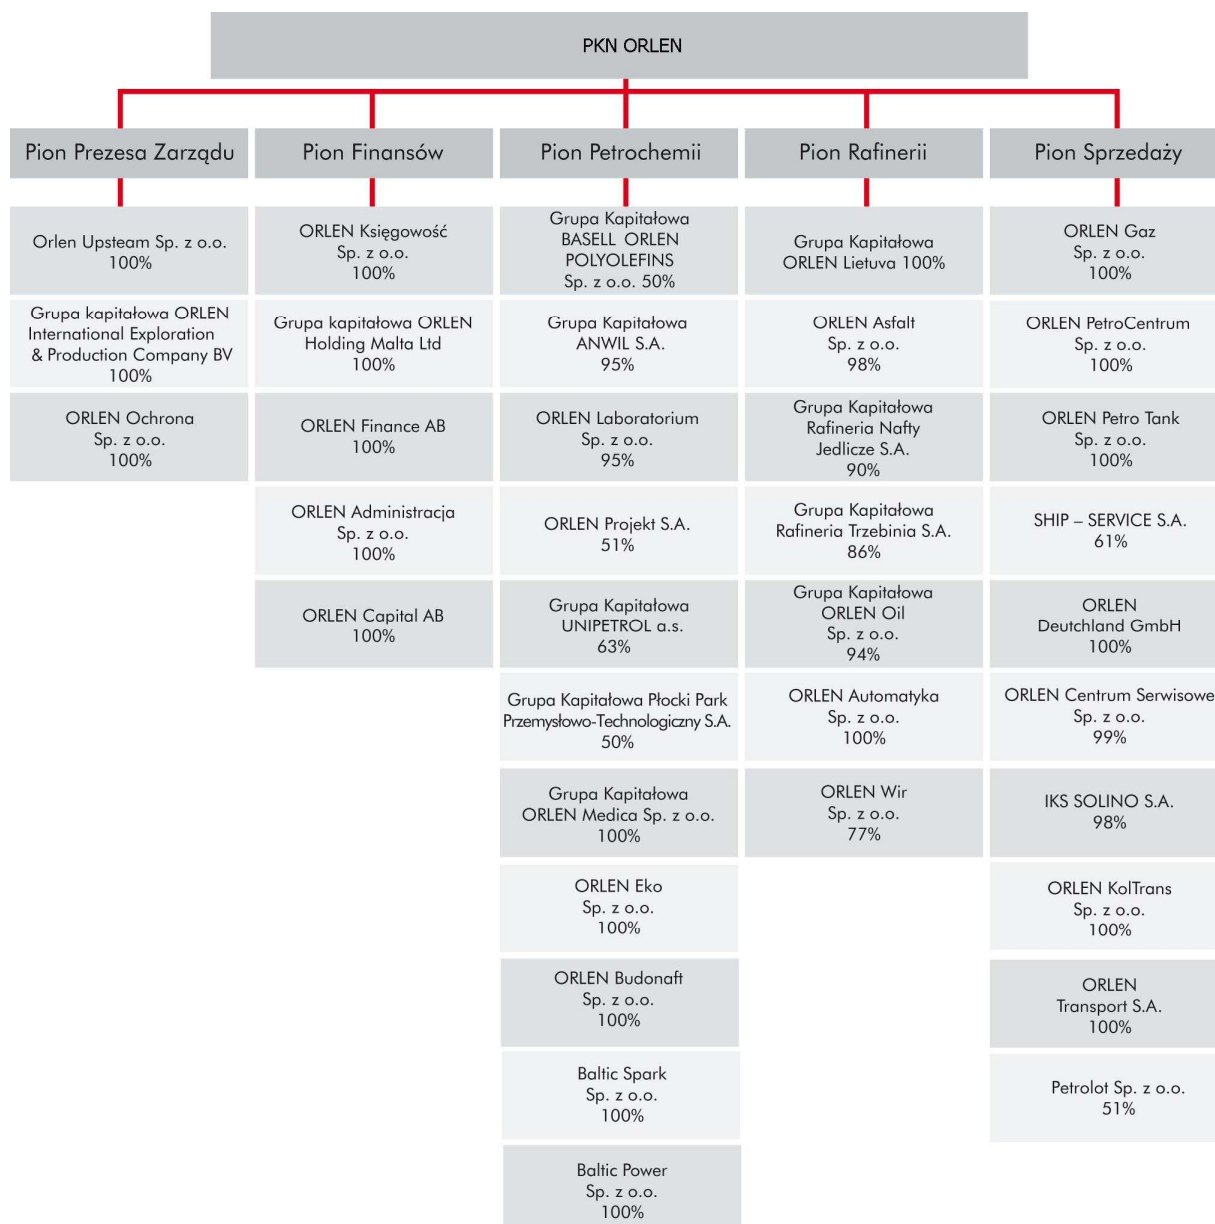 PKN ORLEN
Pion Prezesa Zarządu
Orlen Upsteam Sp. z o.o.
100%
Grupa kapitałowa ORLEN
International Exploration
& Production Company BV
100%
ORLEN Ochrona
Sp. z o.o.
100%
Pion Finansów
ORLEN Księgowość
Sp. z o.o.
100%
Grupa kapitałowa ORLEN
Holding Malta Ltd
100%
ORLEN Finance AB
100%
ORLEN Administracja
Sp. z o.o.
100%
ORLEN Capital AB
100%
Pion Petrochemii
Grupa Kapitałowa
BASELL ORLEN
POLYOLEFINS
Sp. z o.o. 50%
Grupa Kapitałowa
ANWIL S.A.
95%
ORLEN Laboratorium
Sp. z o.o.
95%
ORLEN Projekt S.A.
51%
Grupa Kapitałowa
UNIPETROL a.s.
63%
Grupa Kapitałowa Płocki Park
Przemysłowo-Technologiczny S.A.
50%
Grupa Kapitałowa
ORLEN Medica Sp. z o.o.
100%
ORLEN Eko
Sp. z o.o.
100%
ORLEN Budonaft
Sp. z o.o.
100%
Baltic Spark
Sp. z o.o.
100%
Baltic Power
Sp. z o.o.
100%
Pion Rafinerii
Grupa Kapitałowa
ORLEN Lietuva 100%
ORLEN Asfalt
Sp. z o.o.
98%
Grupa Kapitałowa
Rafineria Nafty
Jedlicze S.A.
90%
Grupa Kapitałowa
Rafineria Trzebinia S.A.
86%
Grupa Kapitałowa
ORLEN Oil
Sp. z o.o.
94%
ORLEN Automatyka
Sp. z o.o.
100%
ORLEN Wir
Sp. z o.o.
77%
Pion Sprzedaży
ORLEN Gaz
Sp. z o.o.
100%
ORLEN PetroCentrum
Sp. z o.o.
100%
ORLEN Petro Tank
Sp. z o.o.
100%
SHIP – SERVICE S.A.
61%
ORLEN
Deutchland GmbH
100%
ORLEN Centrum Serwisowe
Sp. z o.o.
99%
IKS SOLINO S.A.
98%
ORLEN KolTrans
Sp. z o.o.
100%
ORLEN
Transport S.A.
100%
Petrolot Sp. z o.o.
51%